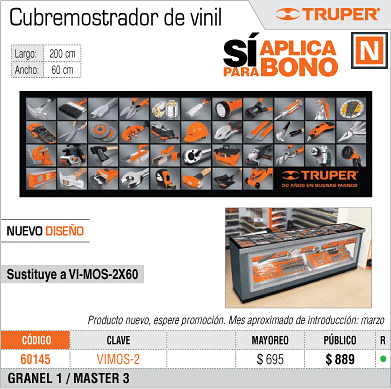 Cubremostrador de vinil
TRUPER
Largo: 200 cm
Ancho: 60 cm
SÍ APLICA
PARA BONO
N
TRUPER
50 AÑOS EN BUENAS MANOS
NUEVO DISEÑO
Sustituye a VI-MOS-2X60
Producto nuevo, espere promoción. Mes aproximado de introducción: marzo
CÓDIGO CLAVE MAYOREO PÚBLICO R
60145 VIMOS-2 $ 695 $ 889
GRANEL 1 / MASTER 3